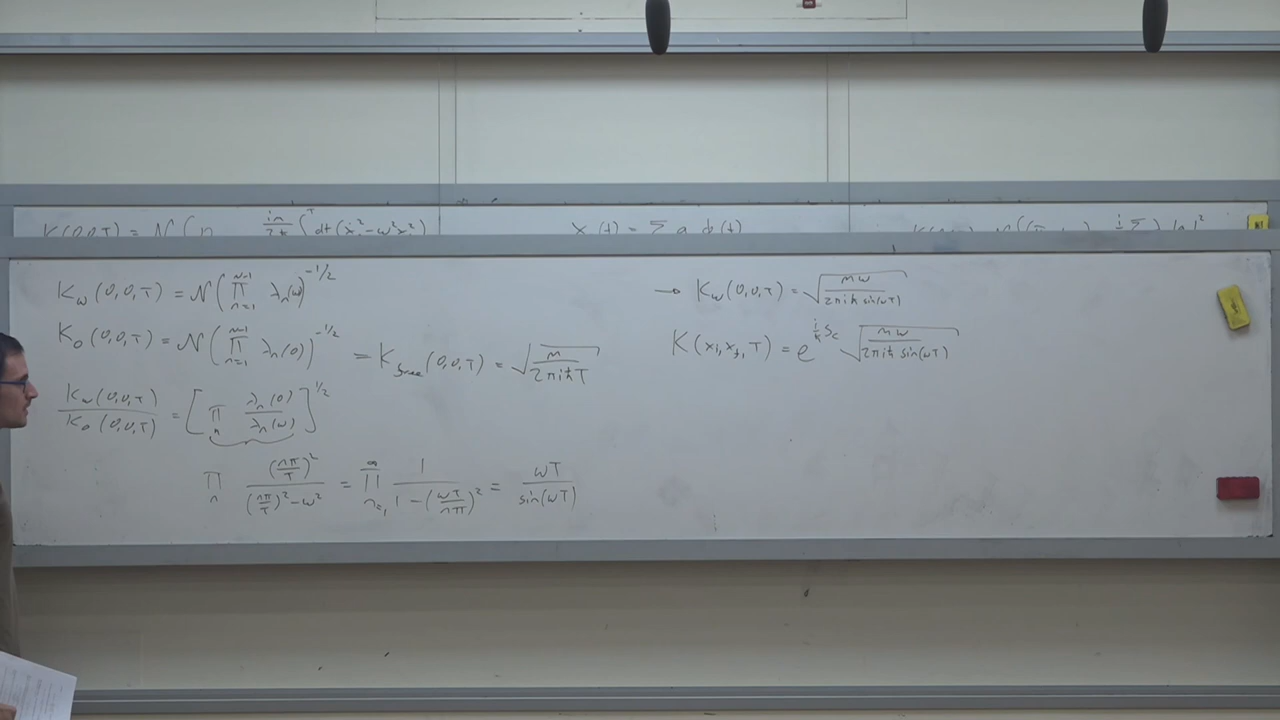 K_ω(0,0,T) = N(∏_{n=1}^{N-1} λ_n(ω))^{-1/2}
K_0(0,0,T) = N(∏_{n=1}^{N-1} λ_n(0))^{-1/2} = K_free(0,0,T) = √(m/(2πiħT))
K_ω(0,0,T)/K_0(0,0,T) = [∏_n λ_n(0)/λ_n(ω)]^{1/2}
∏_n (nπ/T)²/((nπ/T)² - ω²) = ∏_{n=1}^∞ 1/(1 - (ωT/nπ)²) = ωT/sin(ωT)
→ K_ω(0,0,T) = √(mω/(2πiħ sin(ωT)))
K(x_i,x_f,T) = e^{i/ħ S_c} √(mω/(2πiħ sin(ωT)))